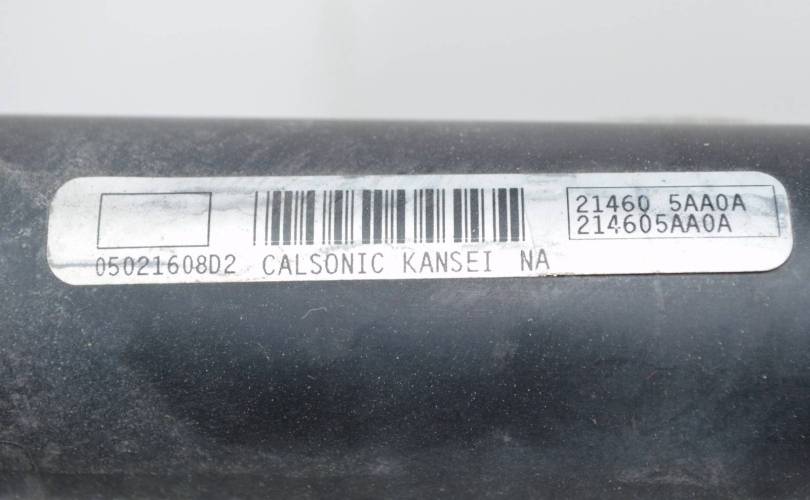 21460 5AA0A
214605AA0A
05021608D2 CALSONIC KANSEI NA